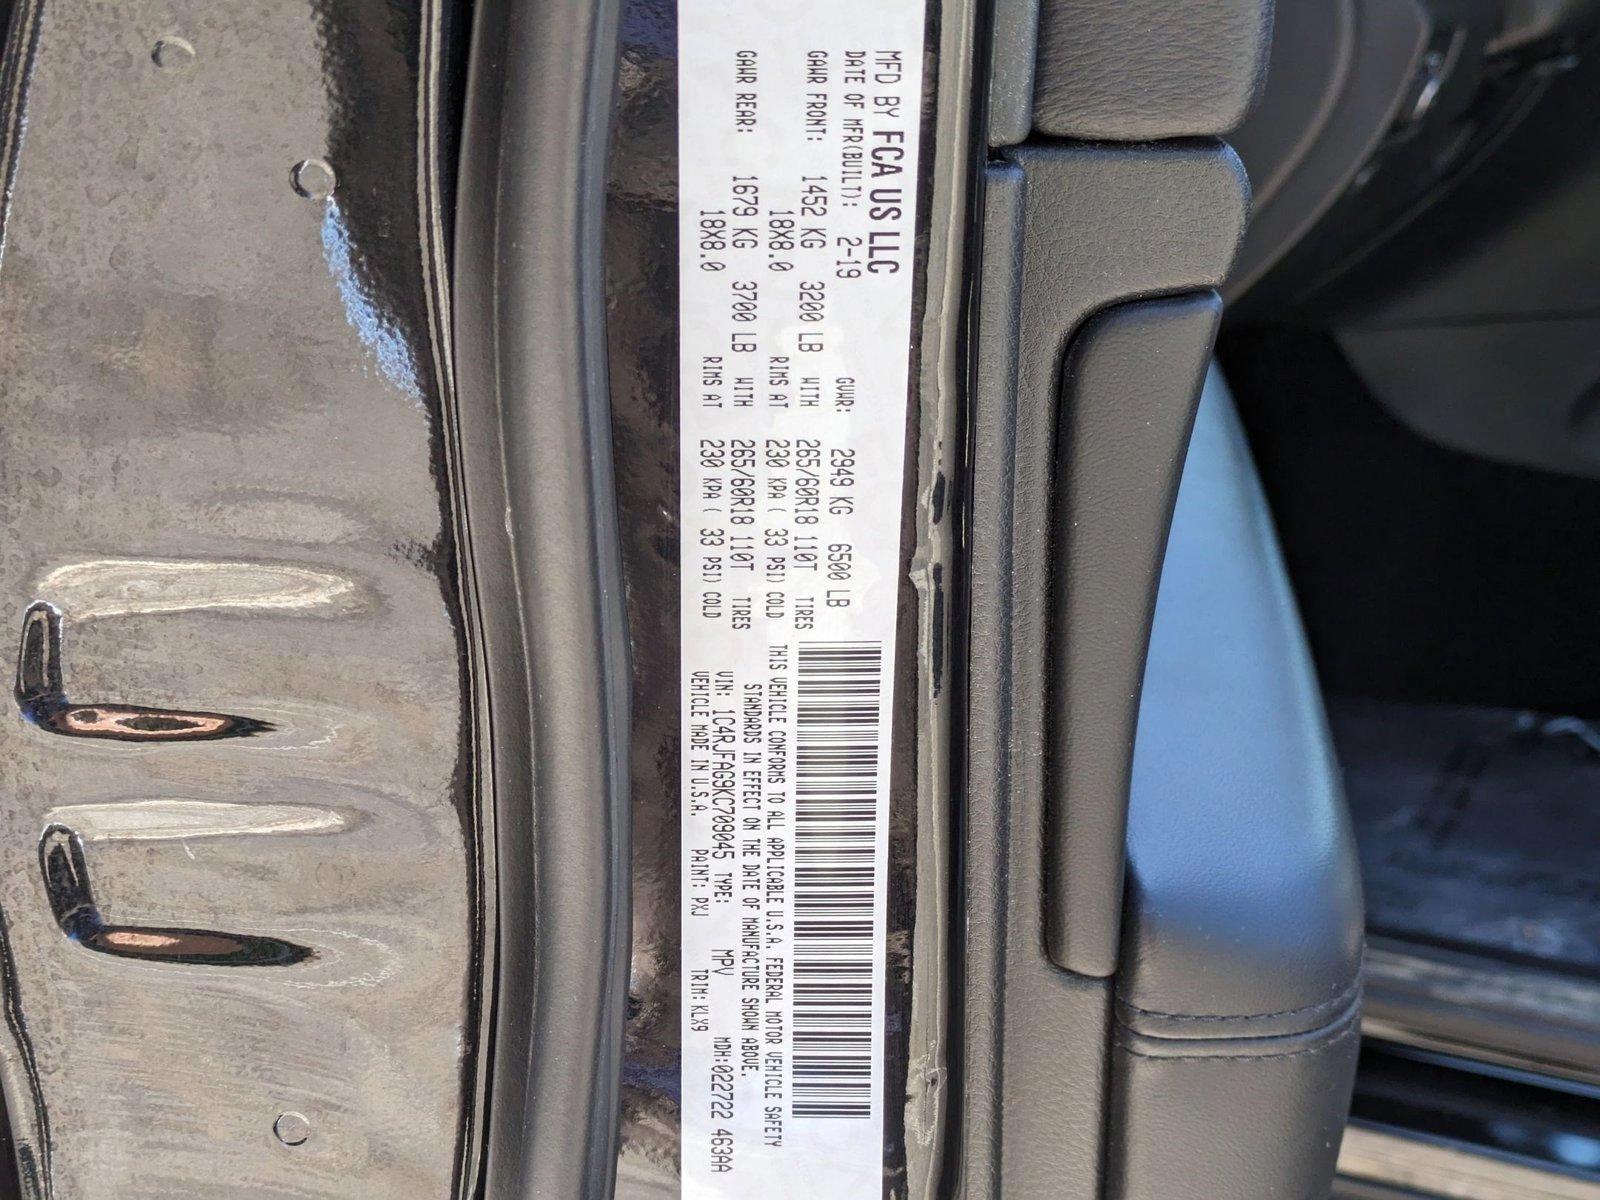 MFD BY FCA US LLC
DATE OF MFR(BUILT): 2-19 GVWR: 2949 KG 6500 LB
GAWR FRONT: 1452 KG 3200 LB WITH 265/60R18 110T TIRES
18X8.0 RIMS AT 230 KPA ( 33 PSI) COLD
GAWR REAR: 1679 KG 3700 LB WITH 265/60R18 110T TIRES
18X8.0 RIMS AT 230 KPA ( 33 PSI) COLD
THIS VEHICLE CONFORMS TO ALL APPLICABLE U.S.A. FEDERAL MOTOR VEHICLE SAFETY
STANDARDS IN EFFECT ON THE DATE OF MANUFACTURE SHOWN ABOVE.
VIN: 1C4RJFAG9KC709045 TYPE: MPV MDH:022722 463AA
VEHICLE MADE IN U.S.A. PAINT: PXJ TRIM: KLX9